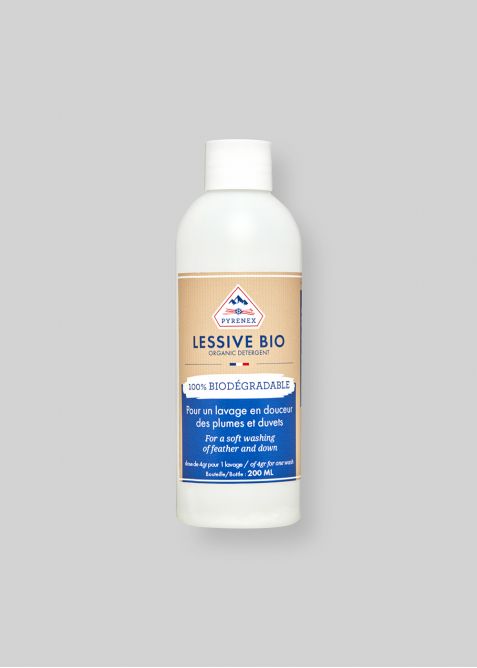 PYRENEX
LESSIVE BIO
ORGANIC DETERGENT
100% BIODÉGRADABLE
Pour un lavage en douceur
des plumes et duvets
For a soft washing
of feather and down
dose de 4gr pour 1 lavage / of 4gr for one wash
Bouteille/Bottle : 200 ML